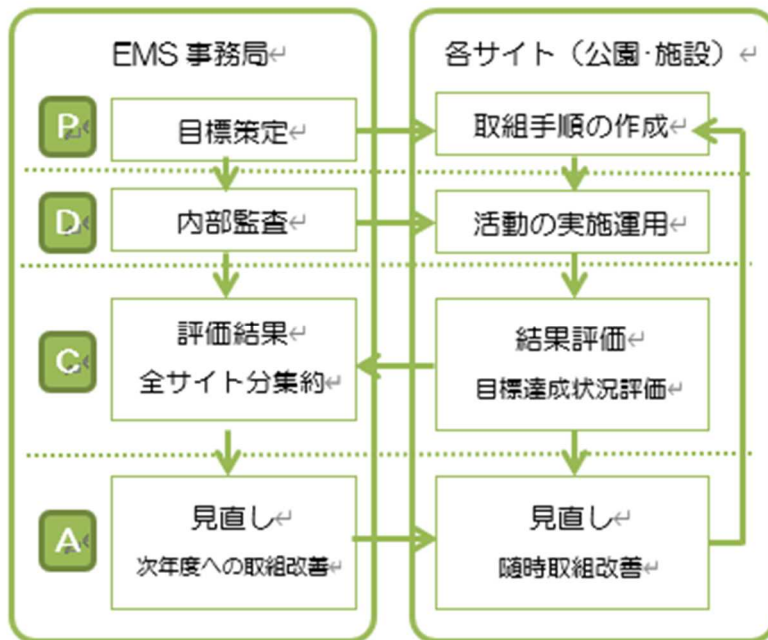 EMS 事務局
各サイト（公園・施設）
P
目標策定
取組手順の作成
D
内部監査
活動の実施運用
C
評価結果
全サイト分集約
結果評価
目標達成状況評価
A
見直し
次年度への取組改善
見直し
随時取組改善